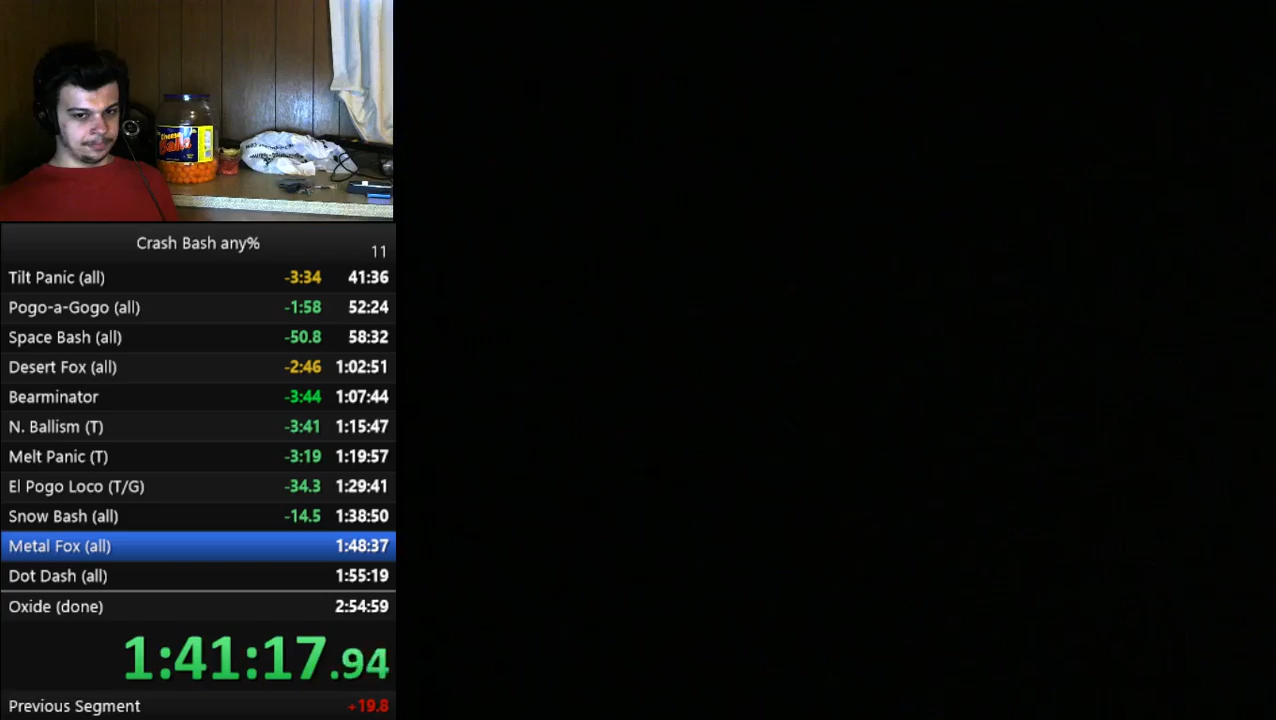 Cheese
Balls
Crash Bash any%
11
Tilt Panic (all) -3:34 41:36
Pogo-a-Gogo (all) -1:58 52:24
Space Bash (all) -50.8 58:32
Desert Fox (all) -2:46 1:02:51
Bearminator -3:44 1:07:44
N. Ballism (T) -3:41 1:15:47
Melt Panic (T) -3:19 1:19:57
El Pogo Loco (T/G) -34.3 1:29:41
Snow Bash (all) -14.5 1:38:50
Metal Fox (all) 1:48:37
Dot Dash (all) 1:55:19
Oxide (done) 2:54:59
1:41:17.94
Previous Segment +19.8